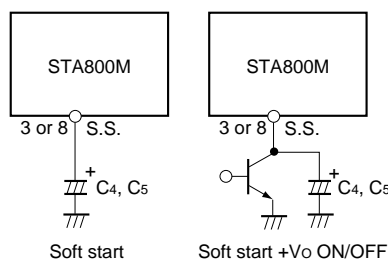 STA800M
3 or 8 S.S.
+
C4, C5
Soft start
STA800M
3 or 8 S.S.
+
C4, C5
Soft start +VO ON/OFF